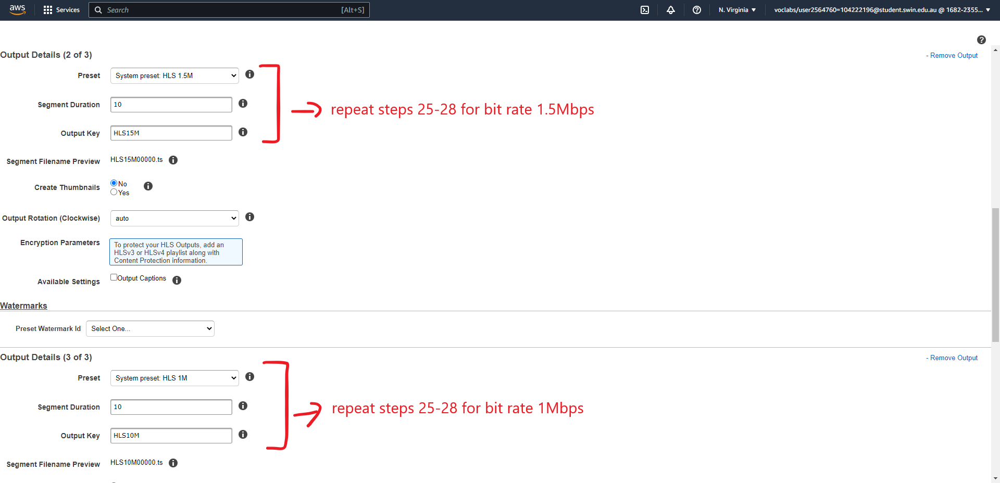 aws Services Search [Alt+S] N. Virginia voclabs/user2564760=104222196@student.swin.edu.au @ 1682-2355...
Output Details (2 of 3) - Remove Output
Preset System preset: HLS 1.5M
Segment Duration 10
repeat steps 25-28 for bit rate 1.5Mbps
Output Key HLS15M
Segment Filename Preview HLS15M00000.ts
Create Thumbnails No
Yes
Output Rotation (Clockwise) auto
Encryption Parameters To protect your HLS Outputs, add an
HLSv3 or HLSv4 playlist along with
Content Protection information.
Available Settings Output Captions
Watermarks
Preset Watermark Id Select One...
Output Details (3 of 3) - Remove Output
Preset System preset: HLS 1M
Segment Duration 10
repeat steps 25-28 for bit rate 1Mbps
Output Key HLS10M
Segment Filename Preview HLS10M00000.ts